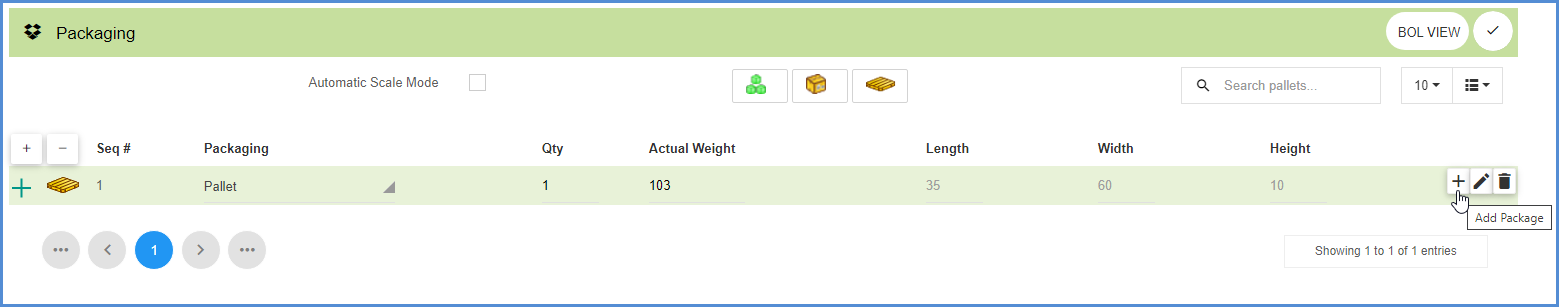 Packaging
BOL VIEW
Automatic Scale Mode
Search pallets...
10
+ − Seq # Packaging Qty Actual Weight Length Width Height
1 Pallet 1 103 35 60 10
Add Package
... < 1 > ...
Showing 1 to 1 of 1 entries